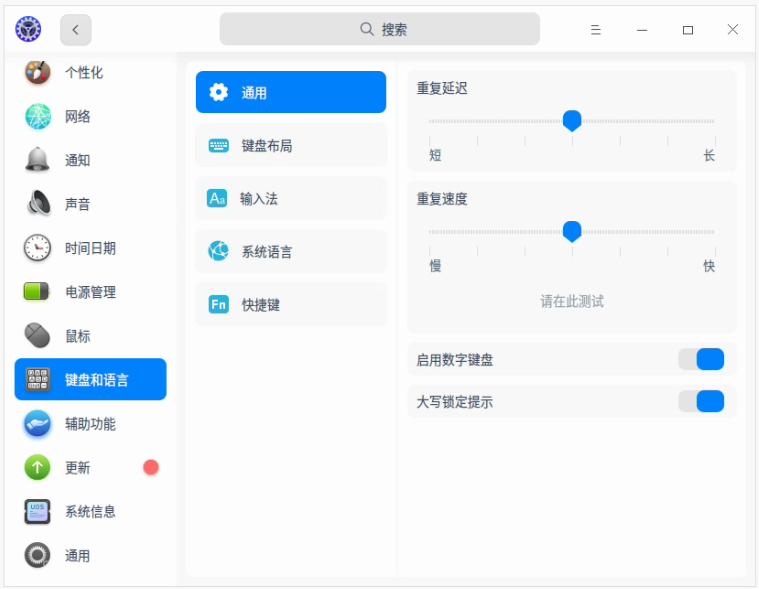 搜索
个性化
网络
通知
声音
时间日期
电源管理
鼠标
键盘和语言
辅助功能
更新
系统信息
通用
通用
键盘布局
Aa
输入法
系统语言
Fn
快捷键
重复延迟
短
长
重复速度
慢
快
请在此测试
启用数字键盘
大写锁定提示
UOS